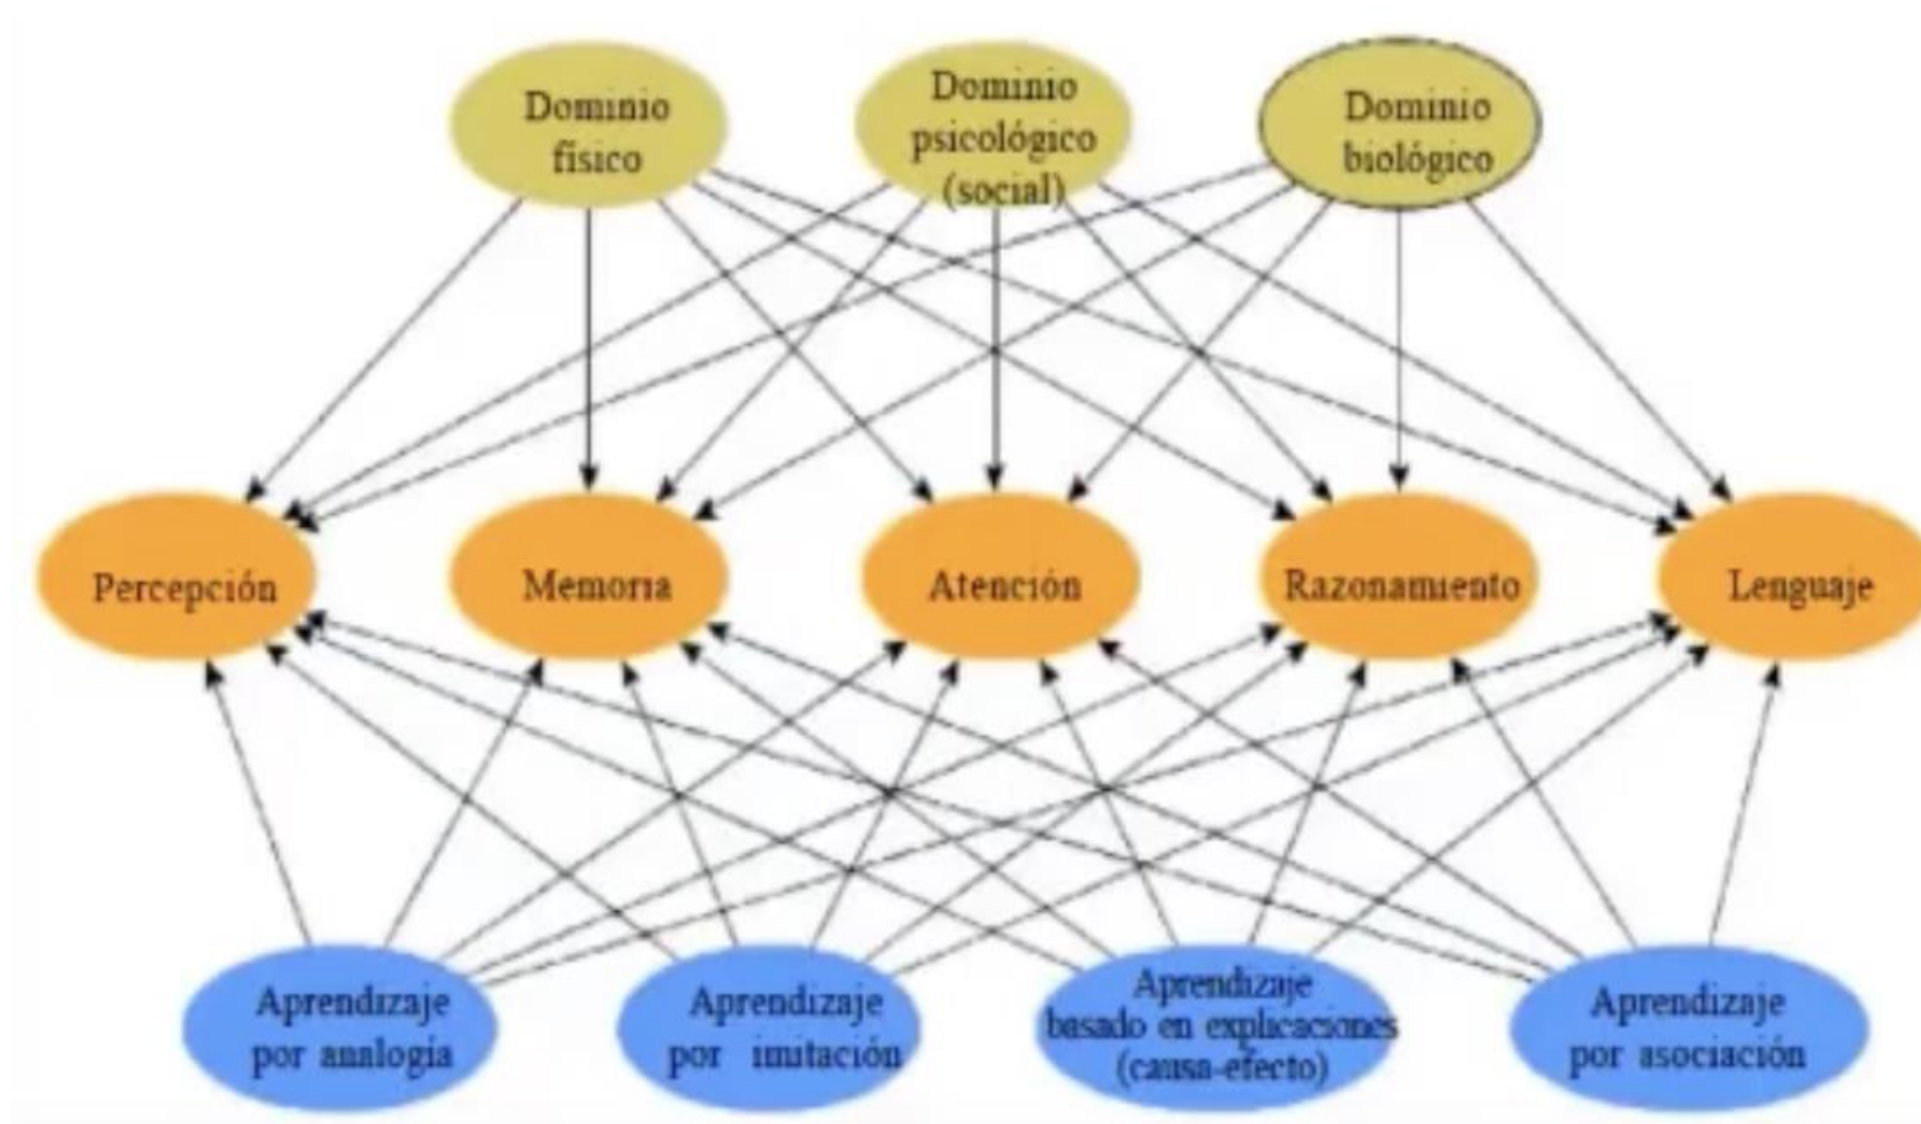 Dominio
físico
Dominio
psicológico
(social)
Dominio
biológico
Percepción
Memoria
Atención
Razonamiento
Lenguaje
Aprendizaje
por analogía
Aprendizaje
por imitación
Aprendizaje
basado en explicaciones
(causa-efecto)
Aprendizaje
por asociación